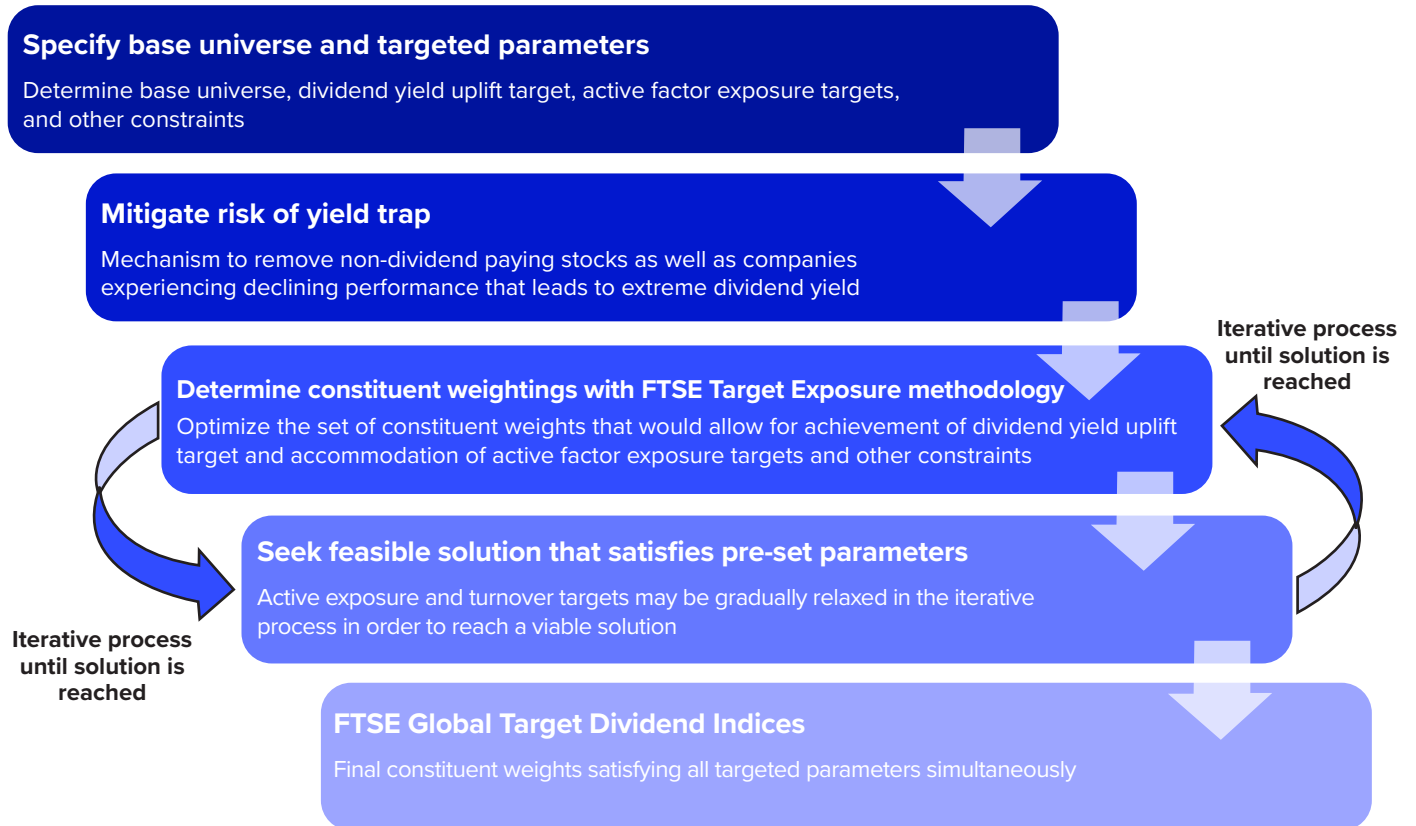 Specify base universe and targeted parameters
Determine base universe, dividend yield uplift target, active factor exposure targets,
and other constraints
Mitigate risk of yield trap
Mechanism to remove non-dividend paying stocks as well as companies
experiencing declining performance that leads to extreme dividend yield
Iterative process
until solution is
reached
Determine constituent weightings with FTSE Target Exposure methodology
Optimize the set of constituent weights that would allow for achievement of dividend yield uplift
target and accommodation of active factor exposure targets and other constraints
Seek feasible solution that satisfies pre-set parameters
Active exposure and turnover targets may be gradually relaxed in the iterative
process in order to reach a viable solution
Iterative process
until solution is
reached
FTSE Global Target Dividend Indices
Final constituent weights satisfying all targeted parameters simultaneously